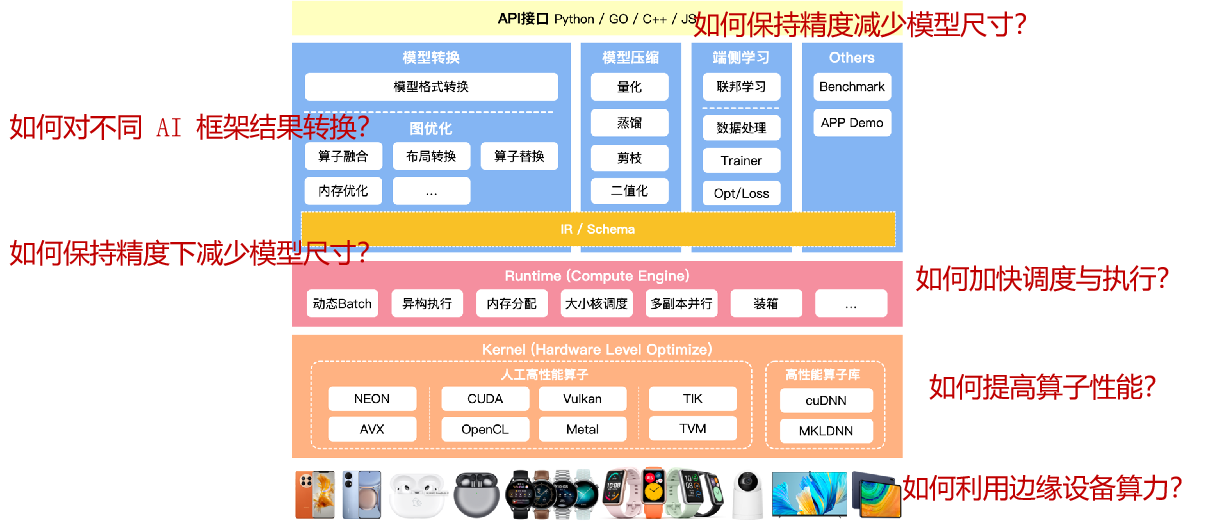 API接口 Python / GO / C++ / JS
如何保持精度减少模型尺寸?
模型转换
模型格式转换
图优化
算子融合 布局转换 算子替换
内存优化 ...
模型压缩
量化
蒸馏
剪枝
二值化
端侧学习
联邦学习
数据处理
Trainer
Opt/Loss
Others
Benchmark
APP Demo
如何对不同 AI 框架结果转换?
IR / Schema
如何保持精度下减少模型尺寸?
Runtime (Compute Engine)
动态Batch 异构执行 内存分配 大小核调度 多副本并行 装箱 ...
如何加快调度与执行?
Kernel (Hardware Level Optimize)
人工高性能算子
NEON CUDA Vulkan TIK
AVX OpenCL Metal TVM
高性能算子库
cuDNN
MKLDNN
如何提高算子性能?
如何利用边缘设备算力?